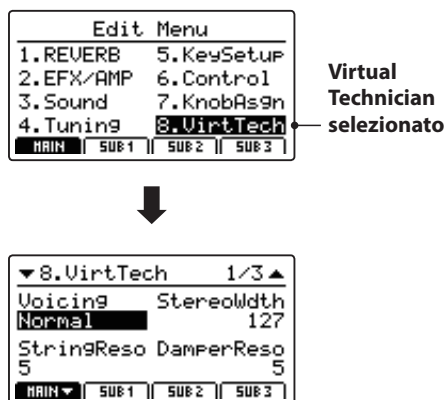 Edit Menu
1.REVERB 5.KeySetup
2.EFX/AMP 6.Control
3.Sound 7.KnobAsgn
4.Tuning 8.VirtTech
MAIN SUB1 SUB2 SUB3
Virtual
Technician
selezionato
▼8.VirtTech 1/3▲
Voicing StereoWdth
Normal 127
StringReso DamperReso
5 5
MAIN▼ SUB1 SUB2 SUB3